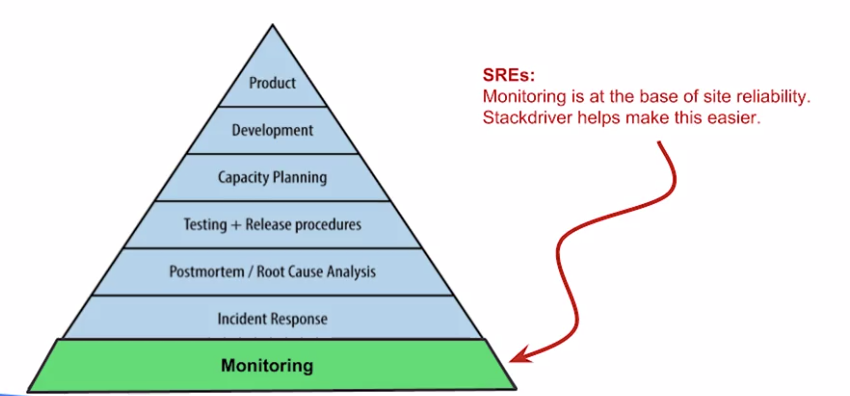 Product
Development
Capacity Planning
Testing + Release procedures
Postmortem / Root Cause Analysis
Incident Response
Monitoring
SREs:
Monitoring is at the base of site reliability.
Stackdriver helps make this easier.